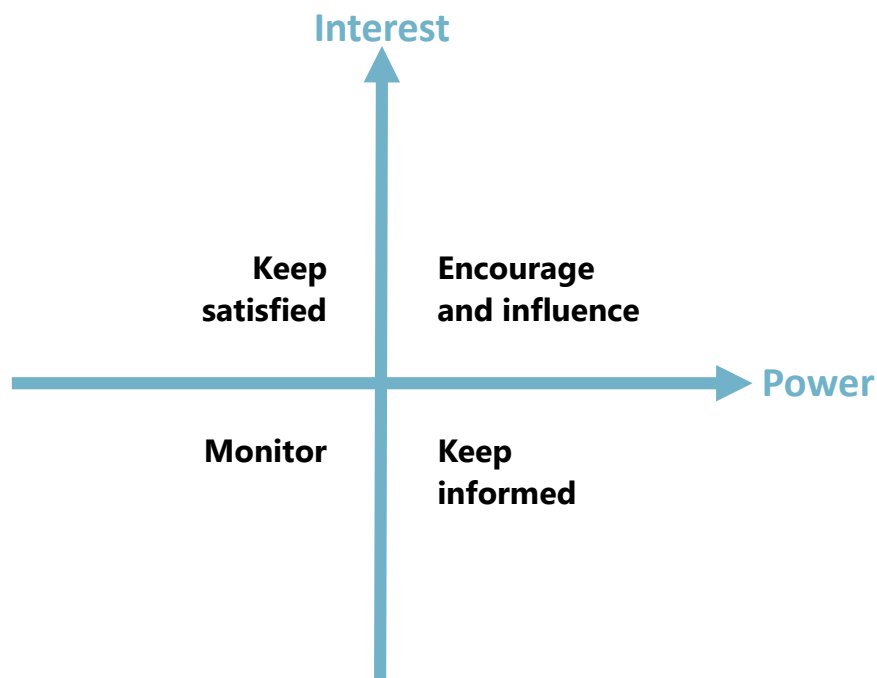 Interest
Keep
satisfied
Encourage
and influence
Power
Monitor
Keep
informed